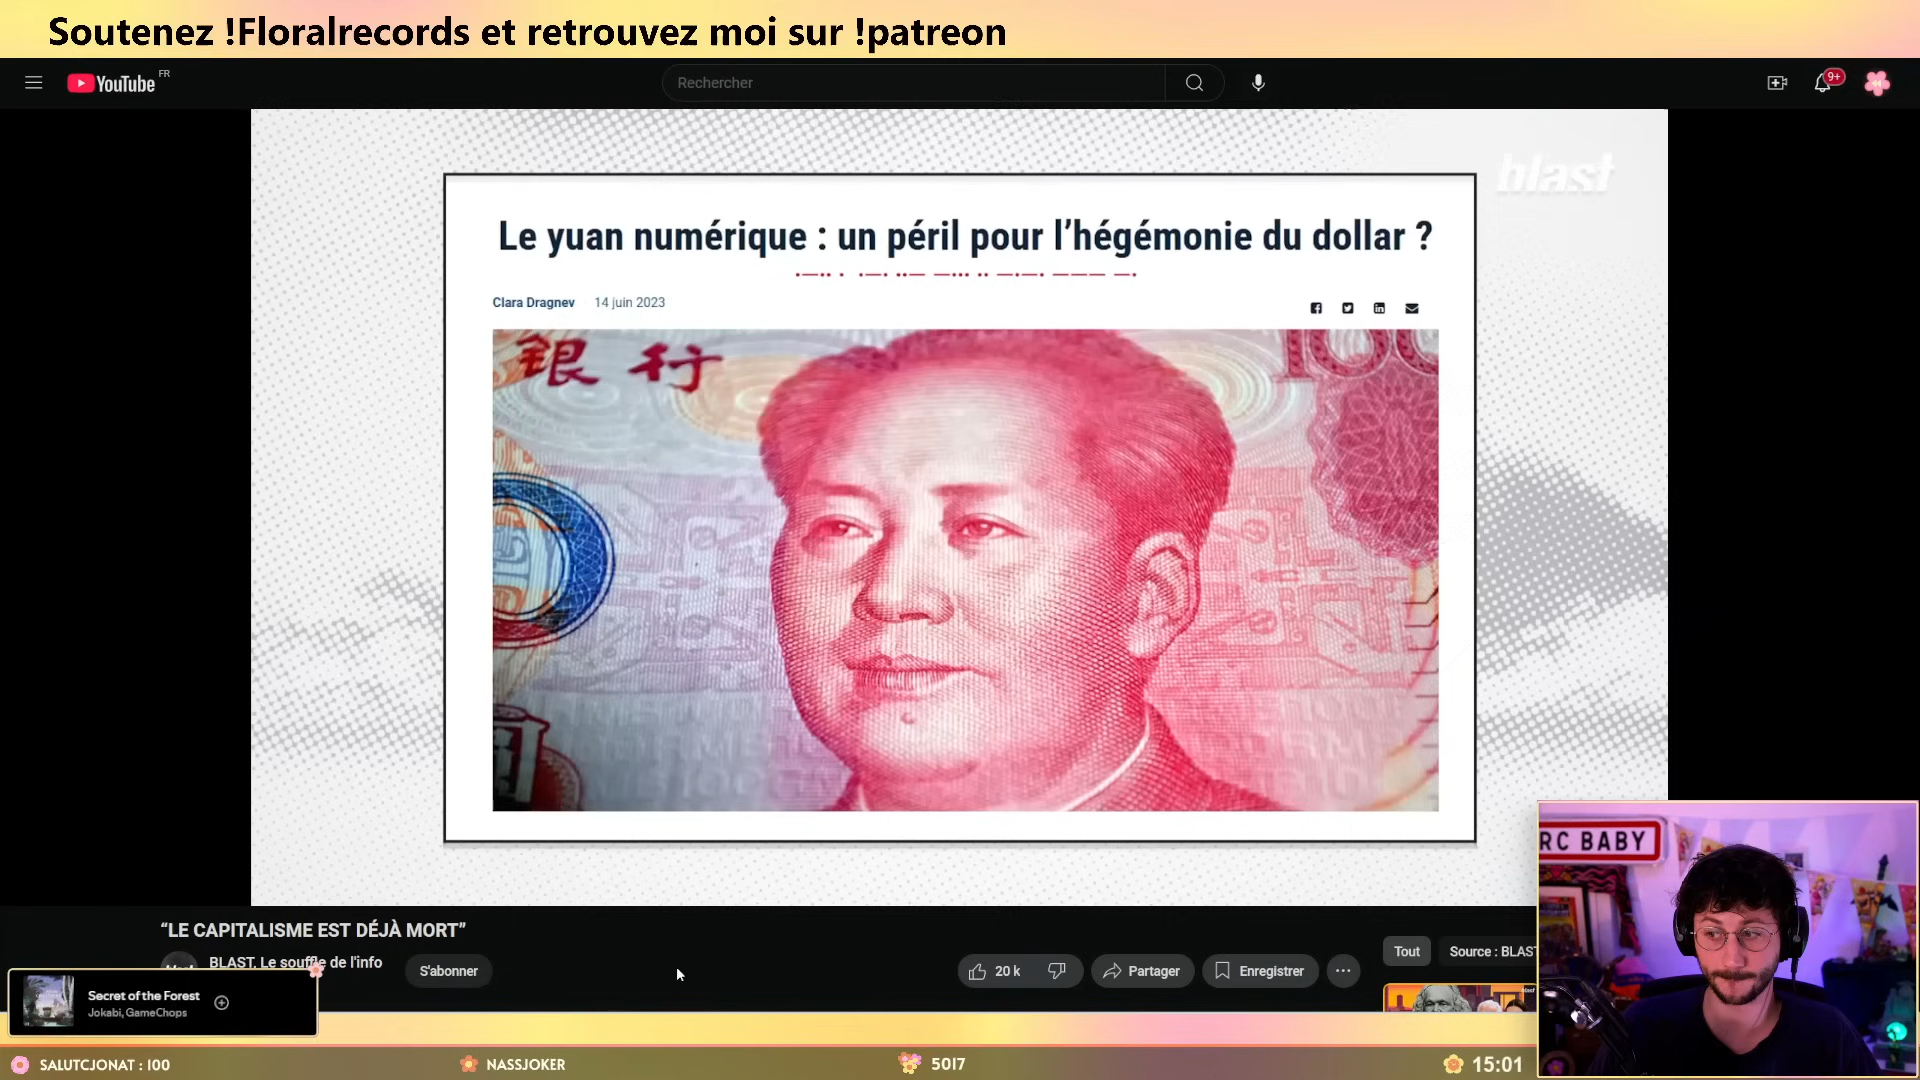 Soutenez !Floralrecords et retrouvez moi sur !patreon
YouTube FR
Rechercher
9+
blast
Le yuan numérique : un péril pour l'hégémonie du dollar ?
Clara Dragnev 14 juin 2023
銀行
100
RC BABY
“LE CAPITALISME EST DÉJÀ MORT”
BLAST, Le souffle de l'info
S'abonner
20 k
Partager
Enregistrer
Tout
Source : BLAST
Secret of the Forest
Jokabi, GameChops
SALUTCJONAT : 100
NASSJOKER
5017
15:01